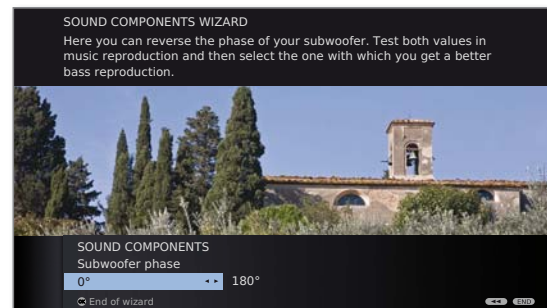 SOUND COMPONENTS WIZARD
Here you can reverse the phase of your subwoofer. Test both values in
music reproduction and then select the one with which you get a better
bass reproduction.
SOUND COMPONENTS
Subwoofer phase
0° 180°
OK End of wizard END